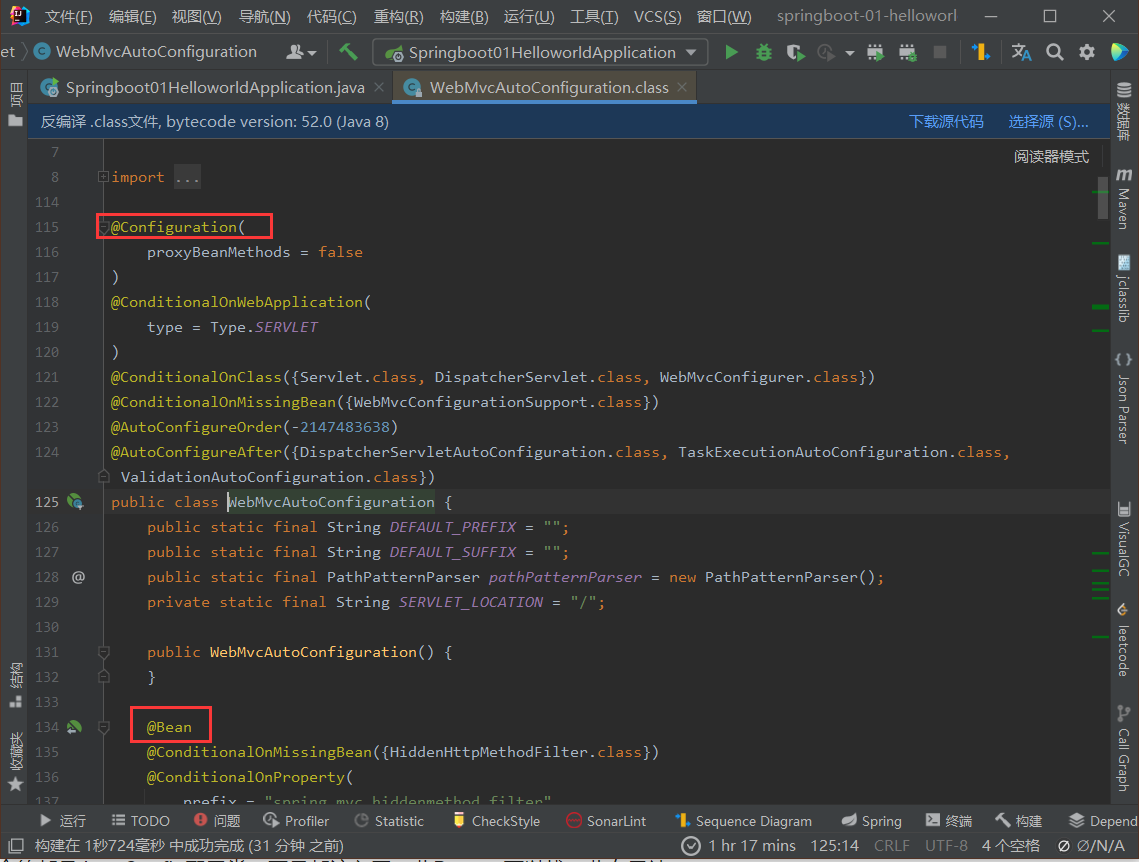 文件(F) 编辑(E) 视图(V) 导航(N) 代码(C) 重构(R) 构建(B) 运行(U) 工具(T) VCS(S) 窗口(W) springboot-01-helloworl
et WebMvcAutoConfiguration Springboot01HelloworldApplication
Springboot01HelloworldApplication.java WebMvcAutoConfiguration.class
反编译 .class文件, bytecode version: 52.0 (Java 8) 下载源代码 选择源 (S)...
阅读器模式
7
8 import ...
114
115 @Configuration(
116 proxyBeanMethods = false
117 )
118 @ConditionalOnWebApplication(
119 type = Type.SERVLET
120 )
121 @ConditionalOnClass({Servlet.class, DispatcherServlet.class, WebMvcConfigurer.class})
122 @ConditionalOnMissingBean({WebMvcConfigurationSupport.class})
123 @AutoConfigureOrder(-2147483638)
124 @AutoConfigureAfter({DispatcherServletAutoConfiguration.class, TaskExecutionAutoConfiguration.class,
ValidationAutoConfiguration.class})
125 public class WebMvcAutoConfiguration {
126 public static final String DEFAULT_PREFIX = "";
127 public static final String DEFAULT_SUFFIX = "";
128 @ public static final PathPatternParser pathPatternParser = new PathPatternParser();
129 private static final String SERVLET_LOCATION = "/";
130
131 public WebMvcAutoConfiguration() {
132 }
133
134 @Bean
135 @ConditionalOnMissingBean({HiddenHttpMethodFilter.class})
136 @ConditionalOnProperty(
137 prefix = "spring.mvc.hiddenmethod.filter"
项目
结构
收藏夹
数据库
Maven
jclasslib
Json Parser
VisualGC
leetcode
Call Graph
运行 TODO 问题 Profiler Statistic CheckStyle SonarLint Sequence Diagram Spring 终端 构建 Depend
构建在 1秒724毫秒 中成功完成 (31 分钟 之前) 1 hr 17 mins 125:14 CRLF UTF-8 4 个空格 Ø/N/A